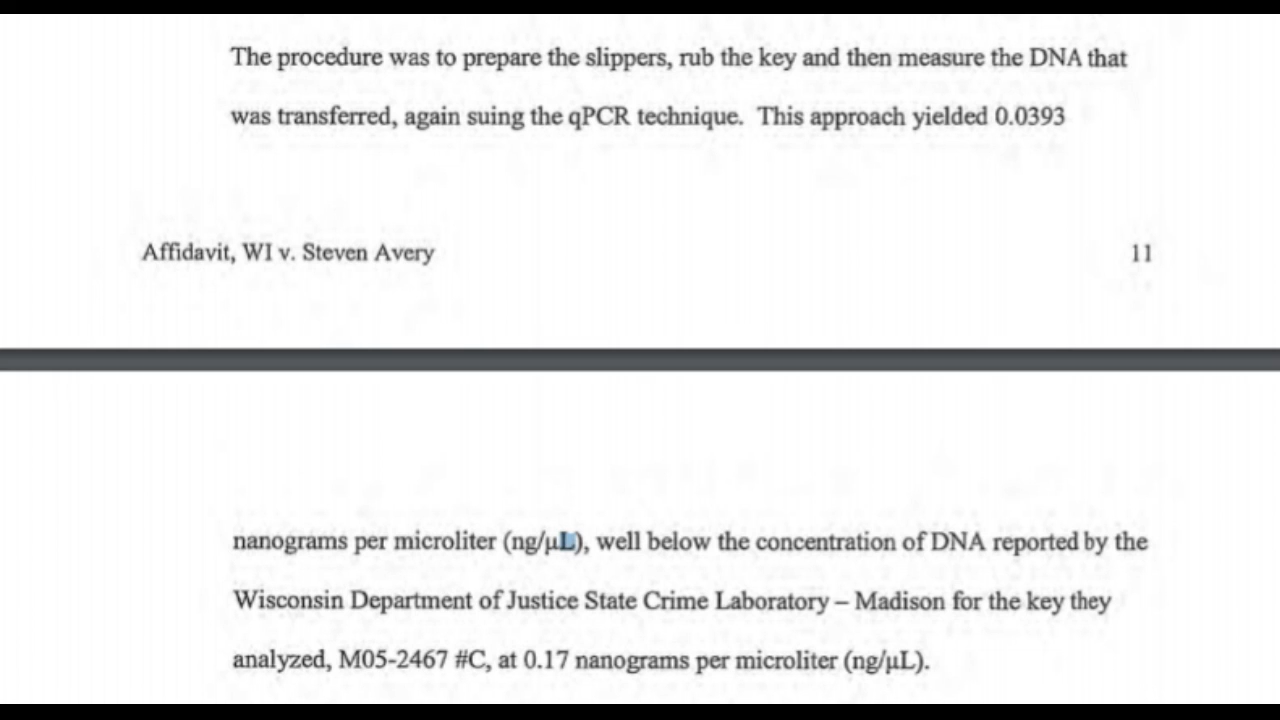 The procedure was to prepare the slippers, rub the key and then measure the DNA that
was transferred, again suing the qPCR technique.  This approach yielded 0.0393
Affidavit, WI v. Steven Avery 11
nanograms per microliter (ng/µL), well below the concentration of DNA reported by the
Wisconsin Department of Justice State Crime Laboratory – Madison for the key they
analyzed, M05-2467 #C, at 0.17 nanograms per microliter (ng/µL).